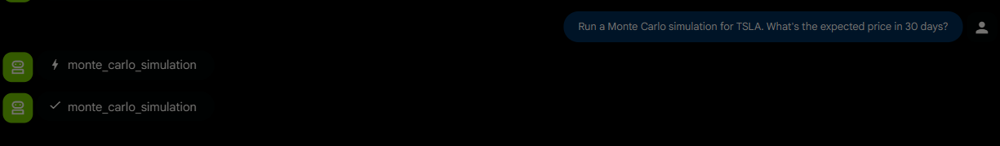 Run a Monte Carlo simulation for TSLA. What's the expected price in 30 days?
monte_carlo_simulation
monte_carlo_simulation